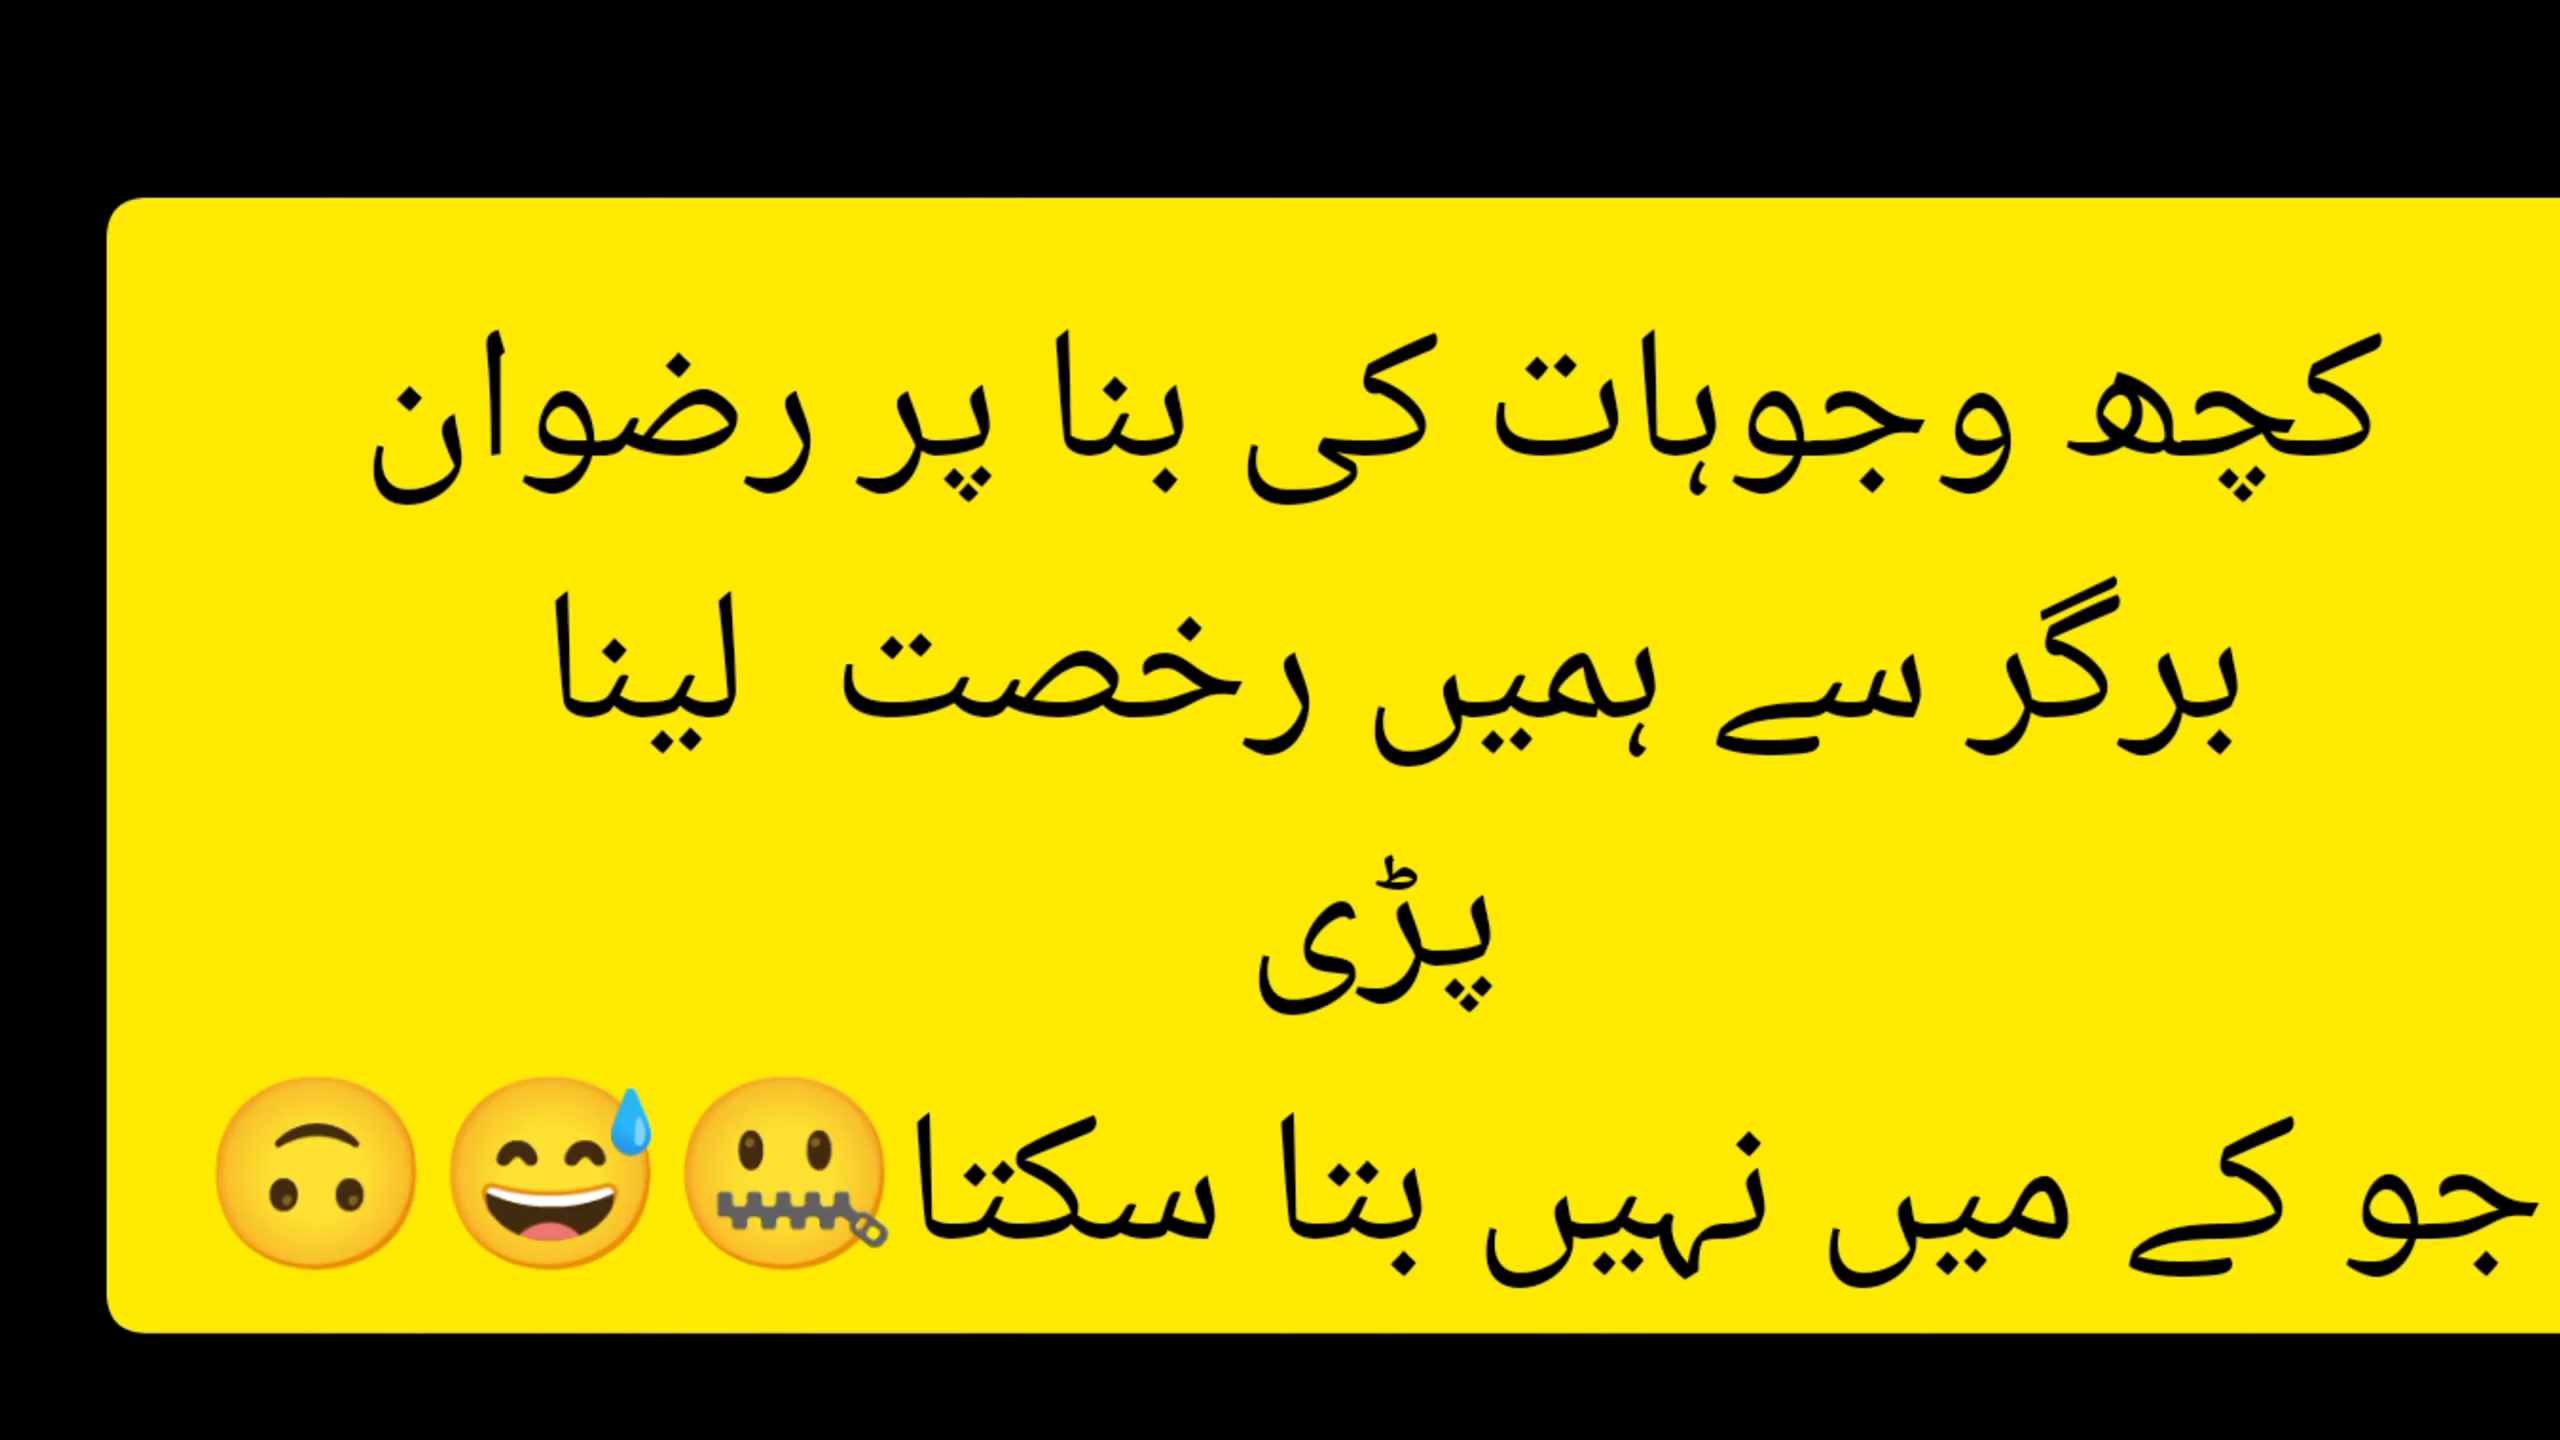 کچھ وجوہات کی بنا پر رضوان
برگر سے ہمیں رخصت  لینا
پڑی
جو کے میں نہیں بتا سکتا🤐😅🙃